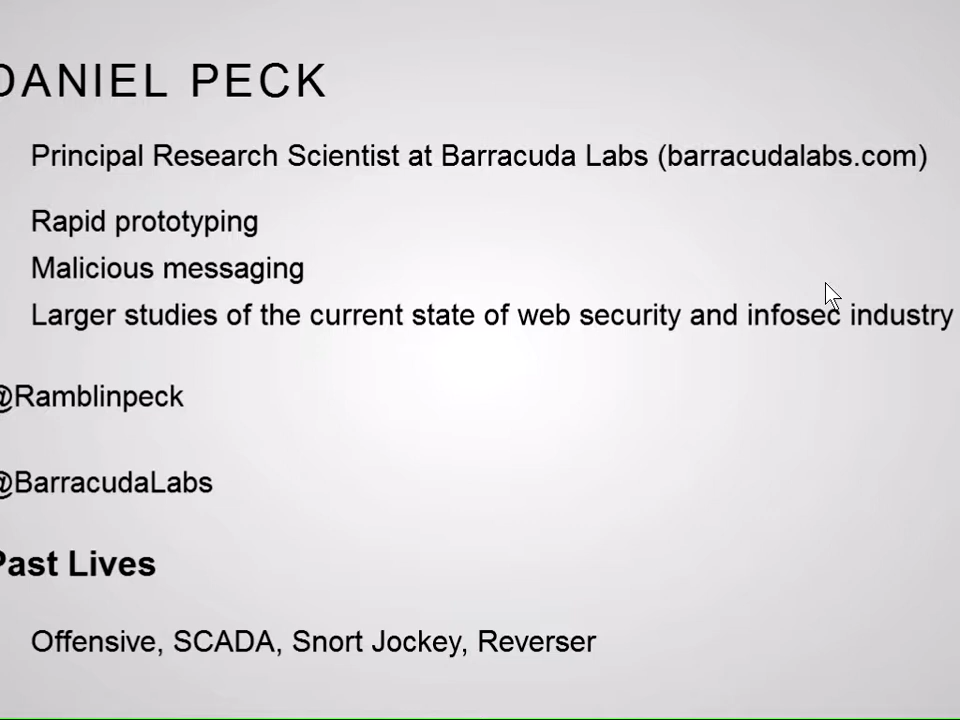 DANIEL PECK
Principal Research Scientist at Barracuda Labs (barracudalabs.com)
Rapid prototyping
Malicious messaging
Larger studies of the current state of web security and infosec industry
@Ramblinpeck
@BarracudaLabs
Past Lives
Offensive, SCADA, Snort Jockey, Reverser